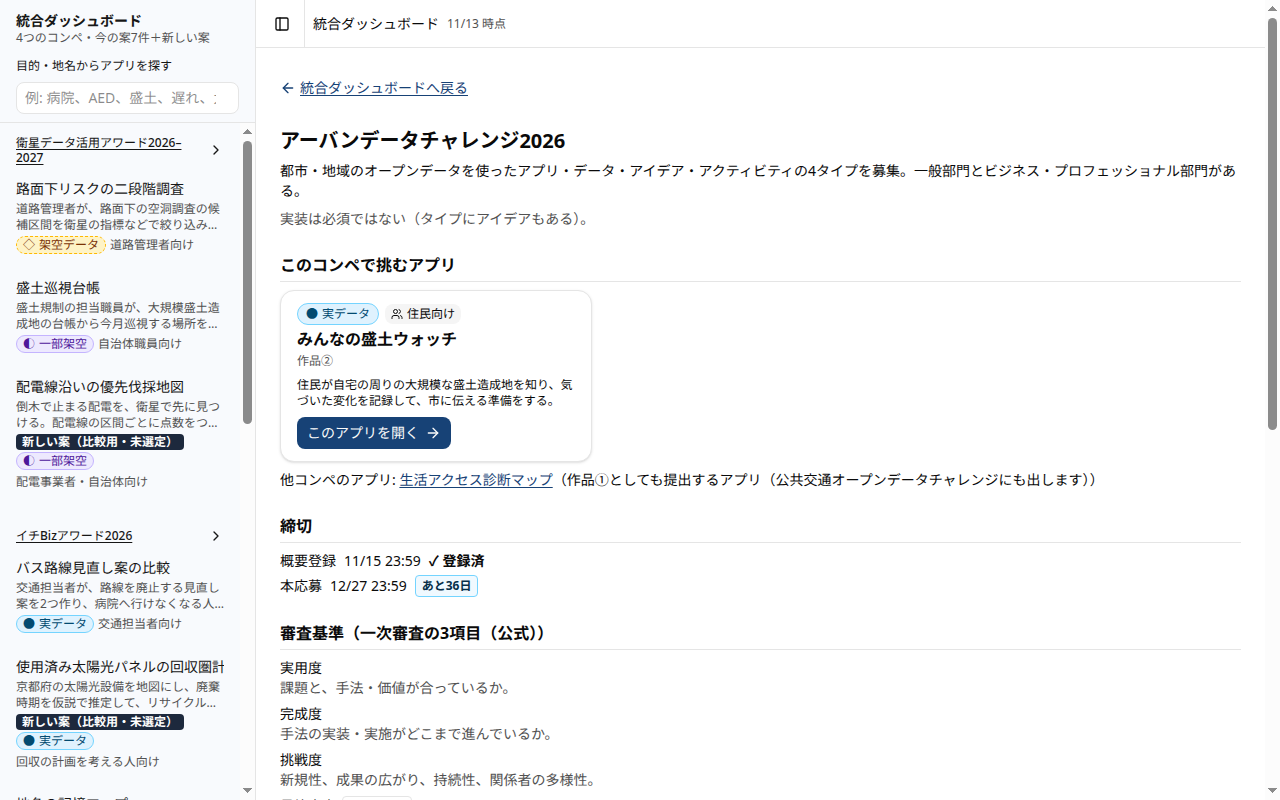 統合ダッシュボード
4つのコンペ・今の案7件＋新しい案
目的・地名からアプリを探す
例: 病院、AED、盛土、遅れ、
衛星データ活用アワード2026–
2027
路面下リスクの二段階調査
道路管理者が、路面下の空洞調査の候
補区間を衛星の指標などで絞り込み…
◇ 架空データ 道路管理者向け
盛土巡視台帳
盛土規制の担当職員が、大規模盛土造
成地の台帳から今月巡視する場所を…
一部架空 自治体職員向け
配電線沿いの優先伐採地図
倒木で止まる配電を、衛星で先に見つ
ける。配電線の区間ごとに点数をつ…
新しい案（比較用・未選定）
一部架空
配電事業者・自治体向け
イチBizアワード2026
バス路線見直し案の比較
交通担当者が、路線を廃止する見直し
案を2つ作り、病院へ行けなくなる人…
実データ 交通担当者向け
使用済み太陽光パネルの回収圏計
京都府の太陽光設備を地図にし、廃棄
時期を仮説で推定して、リサイクル…
新しい案（比較用・未選定）
実データ
回収の計画を考える人向け
統合ダッシュボード 11/13 時点
← 統合ダッシュボードへ戻る
アーバンデータチャレンジ2026
都市・地域のオープンデータを使ったアプリ・データ・アイデア・アクティビティの4タイプを募集。一般部門とビジネス・プロフェッショナル部門があ
る。
実装は必須ではない（タイプにアイデアもある）。
このコンペで挑むアプリ
実データ 住民向け
みんなの盛土ウォッチ
作品②
住民が自宅の周りの大規模な盛土造成地を知り、気
づいた変化を記録して、市に伝える準備をする。
このアプリを開く →
他コンペのアプリ: 生活アクセス診断マップ（作品①としても提出するアプリ（公共交通オープンデータチャレンジにも出します））
締切
概要登録 11/15 23:59 ✓ 登録済
本応募 12/27 23:59 あと36日
審査基準（一次審査の3項目（公式））
実用度
課題と、手法・価値が合っているか。
完成度
手法の実装・実施がどこまで進んでいるか。
挑戦度
新規性、成果の広がり、持続性、関係者の多様性。